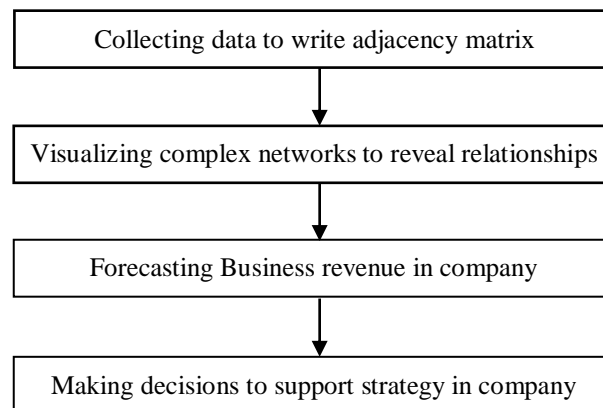 Collecting data to write adjacency matrix
Visualizing complex networks to reveal relationships
Forecasting Business revenue in company
Making decisions to support strategy in company